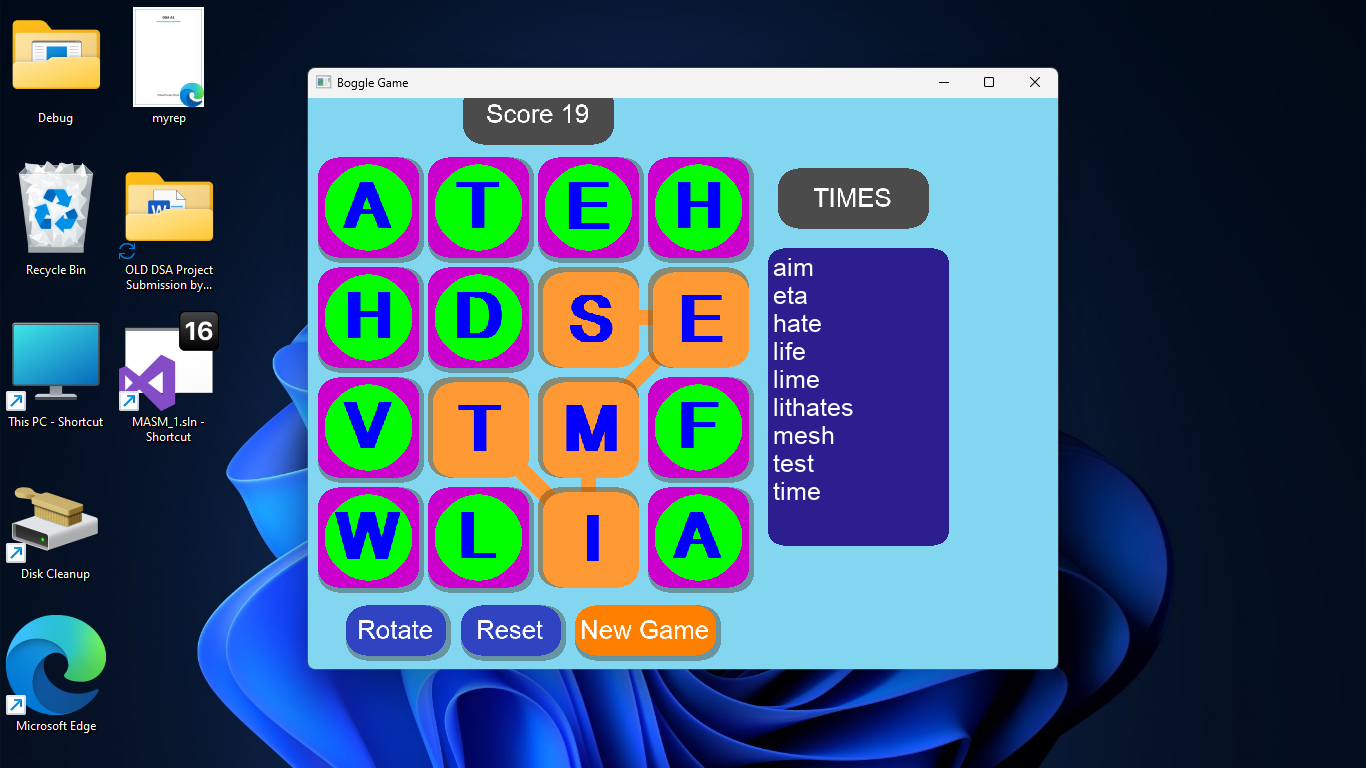 Debug
myrep
Recycle Bin
OLD DSA Project
Submission by...
This PC - Shortcut
16
MASM_1.sln -
Shortcut
Disk Cleanup
Microsoft Edge
Boggle Game
Score 19
A T E H
H D S E
V T M F
W L I A
TIMES
aim
eta
hate
life
lime
lithates
mesh
test
time
Rotate
Reset
New Game